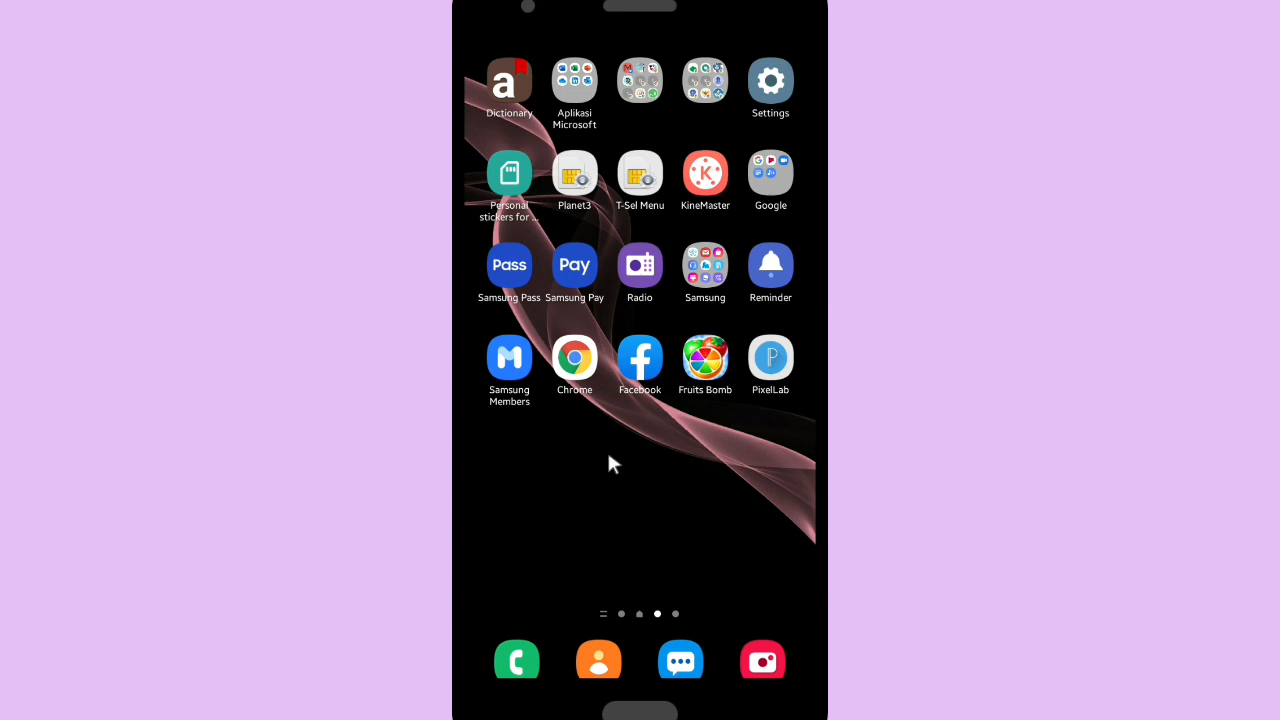 a
Dictionary
Aplikasi
Microsoft
Settings
Personal
stickers for ...
Planet3
T-Sel Menu
K
KineMaster
Google
Pass
Samsung Pass
Pay
Samsung Pay
Radio
Samsung
Reminder
Samsung
Members
Chrome
f
Facebook
Fruits Bomb
P
PixelLab